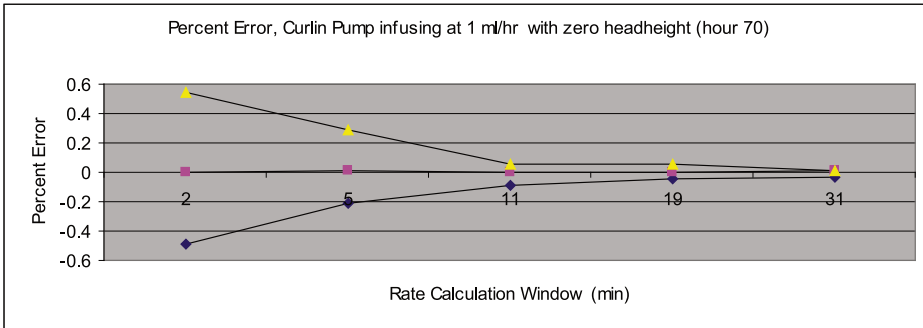 Percent Error, Curlin Pump infusing at 1 ml/hr with zero headheight (hour 70)
Percent Error
0.6
0.4
0.2
0
-0.2
-0.4
-0.6
2 5 11 19 31
Rate Calculation Window (min)